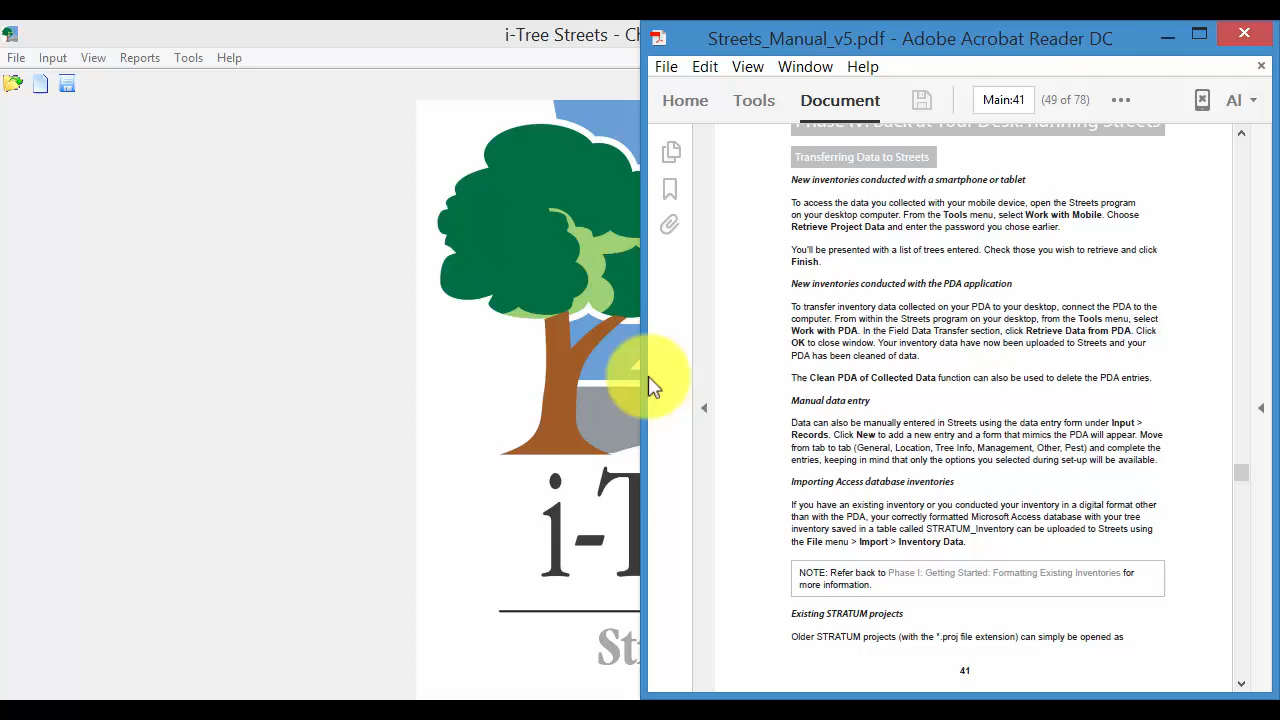 i-Tree Streets - Ch
File Input View Reports Tools Help
i-T
St
Streets_Manual_v5.pdf - Adobe Acrobat Reader DC
File Edit View Window Help
Home Tools Document Main:41 (49 of 78) Al
Phase IV: Back at Your Desk: Running Streets
Transferring Data to Streets
New inventories conducted with a smartphone or tablet
To access the data you collected with your mobile device, open the Streets program
on your desktop computer. From the Tools menu, select Work with Mobile. Choose
Retrieve Project Data and enter the password you chose earlier.
You'll be presented with a list of trees entered. Check those you wish to retrieve and click
Finish.
New inventories conducted with the PDA application
To transfer inventory data collected on your PDA to your desktop, connect the PDA to the
computer. From within the Streets program on your desktop, from the Tools menu, select
Work with PDA. In the Field Data Transfer section, click Retrieve Data from PDA. Click
OK to close window. Your inventory data have now been uploaded to Streets and your
PDA has been cleaned of data.
The Clean PDA of Collected Data function can also be used to delete the PDA entries.
Manual data entry
Data can also be manually entered in Streets using the data entry form under Input >
Records. Click New to add a new entry and a form that mimics the PDA will appear. Move
from tab to tab (General, Location, Tree Info, Management, Other, Pest) and complete the
entries, keeping in mind that only the options you selected during set-up will be available.
Importing Access database inventories
If you have an existing inventory or you conducted your inventory in a digital format other
than with the PDA, your correctly formatted Microsoft Access database with your tree
inventory saved in a table called STRATUM_Inventory can be uploaded to Streets using
the File menu > Import > Inventory Data.
NOTE: Refer back to Phase I: Getting Started: Formatting Existing Inventories for
more information.
Existing STRATUM projects
Older STRATUM projects (with the *.proj file extension) can simply be opened as
41